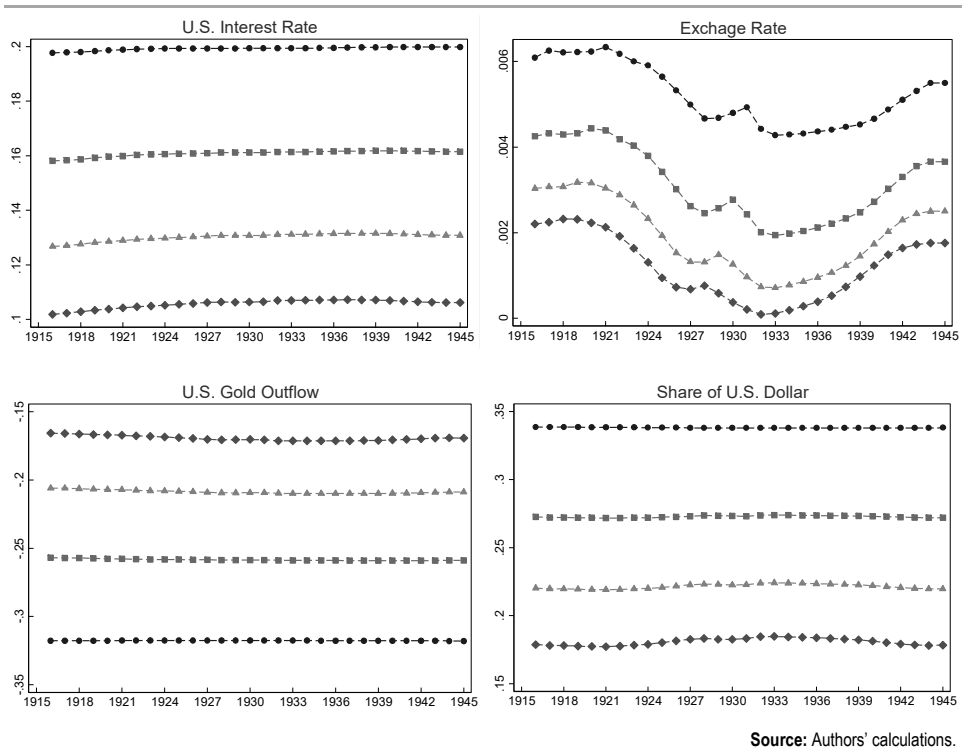 U.S. Interest Rate
.2
.18
.16
.14
.12
.1
1915 1918 1921 1924 1927 1930 1933 1936 1939 1942 1945
Exchage Rate
.006
.004
.002
0
1915 1918 1921 1924 1927 1930 1933 1936 1939 1942 1945
U.S. Gold Outflow
-.15
-.2
-.25
-.3
-.35
1915 1918 1921 1924 1927 1930 1933 1936 1939 1942 1945
Share of U.S. Dollar
.35
.3
.25
.2
.15
1915 1918 1921 1924 1927 1930 1933 1936 1939 1942 1945
Source: Authors' calculations.